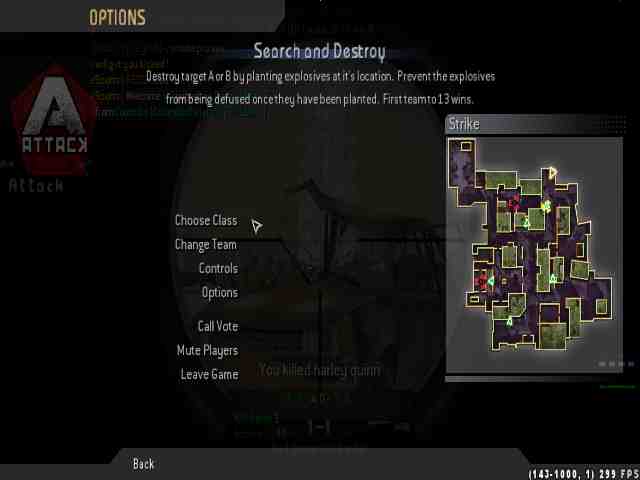 OPTIONS
Search and Destroy
Destroy target A or B by planting explosives at it's location. Prevent the explosives
from being defused once they have been planted. First team to 13 wins.
A
ATTACK
Attack
Strike
Choose Class
Change Team
Controls
Options
Call Vote
Mute Players
Leave Game
You killed harley quinn
Back
(143-1000, 1) 299 FPS